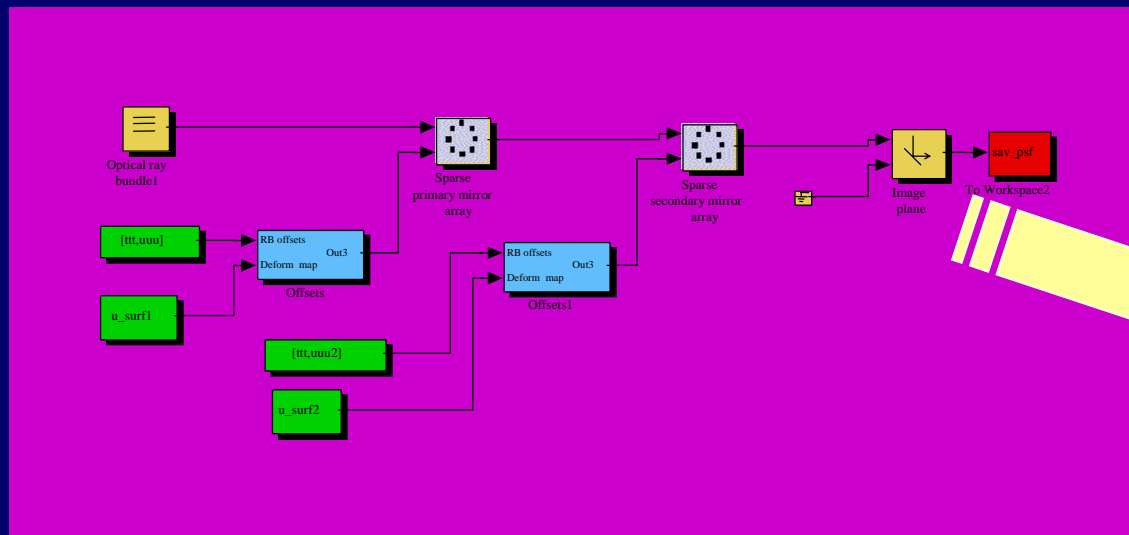 Optical ray
bundle1
Sparse
primary mirror
array
Sparse
secondary mirror
array
Image
plane
sav_psf
To Workspace2
[ttt,uuu]
u_surf1
RB offsets
Deform map
Out3
Offsets
RB offsets
Deform map
Out3
Offsets1
[ttt,uuu2]
u_surf2